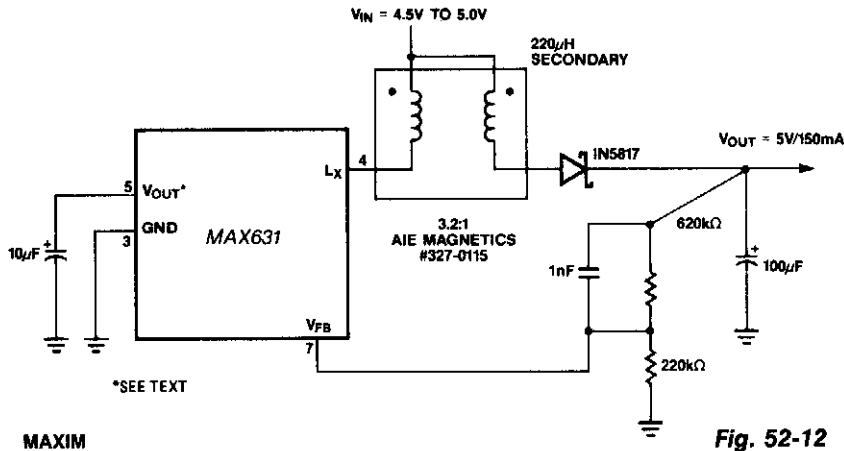 V_IN = 4.5V TO 5.0V
220μH
SECONDARY
IN5817
V_OUT = 5V/150mA
4
L_X
5
V_OUT*
GND
3
MAX631
10μF
+
3.2:1
AIE MAGNETICS
#327-0115
620kΩ
1nF
+
100μF
V_FB
7
220kΩ
*SEE TEXT
MAXIM
Fig. 52-12